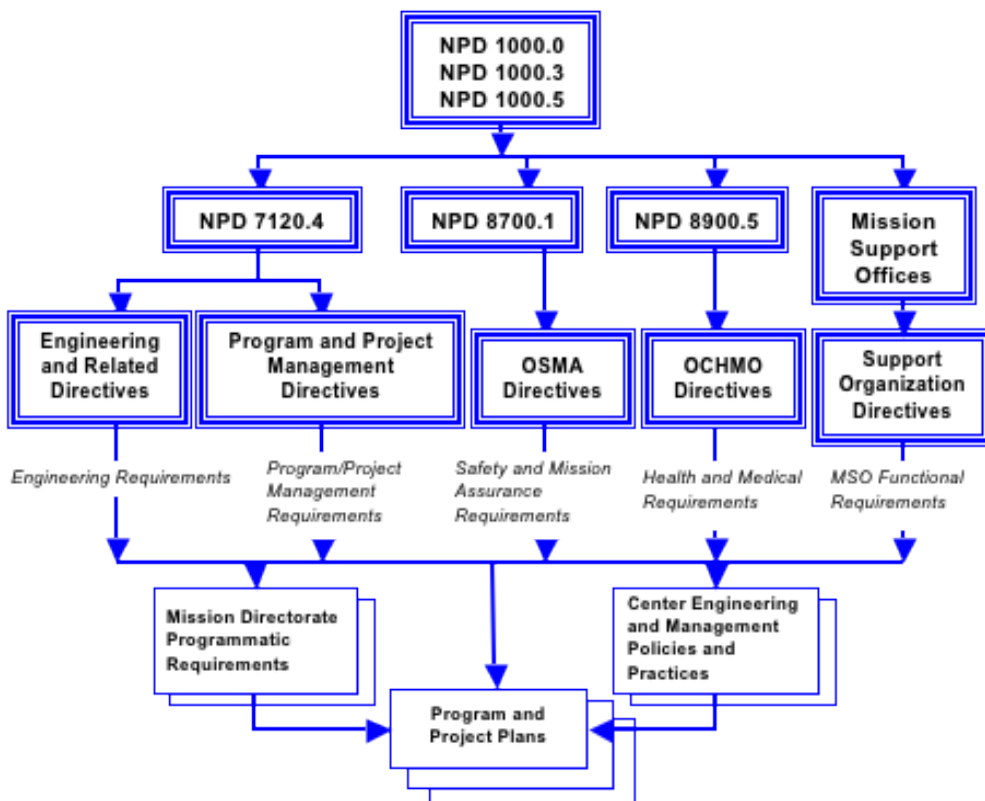 NPD 1000.0
NPD 1000.3
NPD 1000.5
NPD 7120.4
NPD 8700.1
NPD 8900.5
Mission
Support
Offices
Engineering
and Related
Directives
Program and Project
Management
Directives
OSMA
Directives
OCHMO
Directives
Support
Organization
Directives
Engineering Requirements
Program/Project
Management
Requirements
Safety and Mission
Assurance
Requirements
Health and Medical
Requirements
MSO Functional
Requirements
Mission Directorate
Programmatic
Requirements
Center Engineering
and Management
Policies and
Practices
Program and
Project Plans